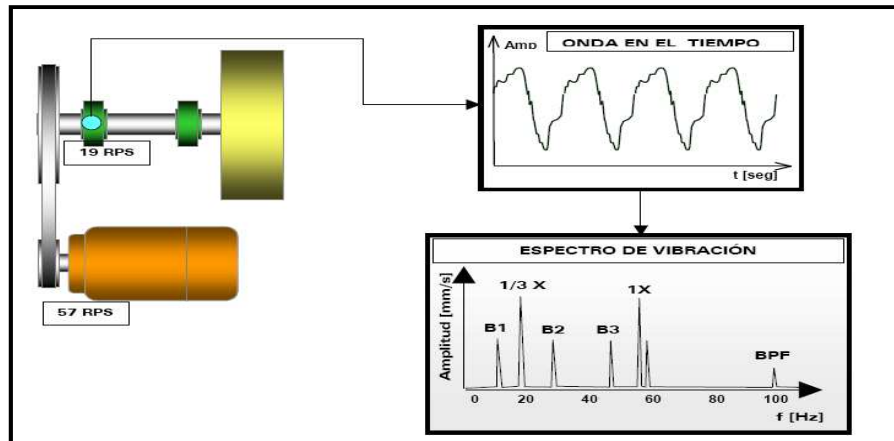 Amp ONDA EN EL TIEMPO
t [seg]
19 RPS
57 RPS
ESPECTRO DE VIBRACIÓN
Amplitud [mm/s]
1/3 X
1X
B1
B2
B3
BPF
0 20 40 60 80 100
f [Hz]